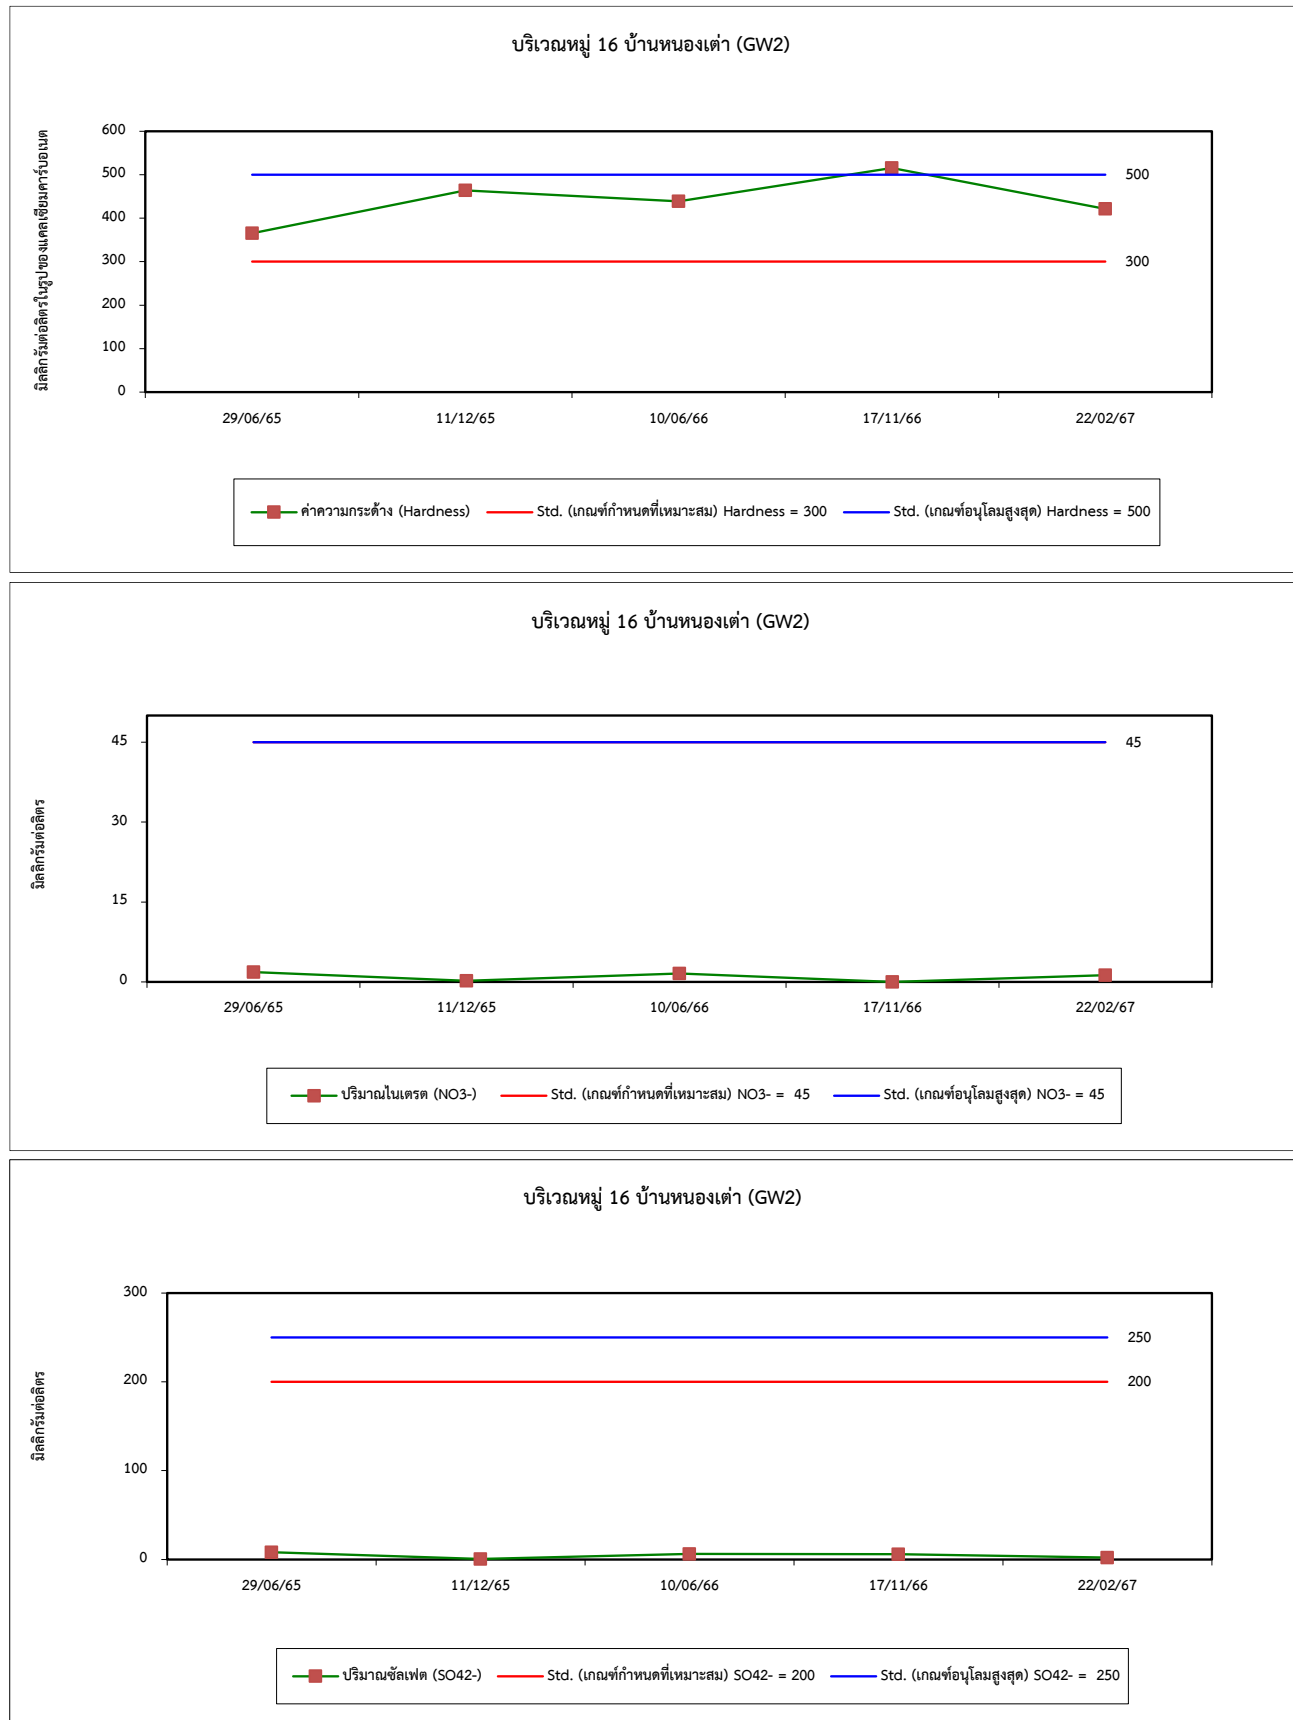 บริเวณหมู่ 16 บ้านหนองเต่า (GW2)
มิลลิกรัมต่อลิตรในรูปของแคลเซียมคาร์บอเนต
600
500
400
300
200
100
0
500
300
29/06/65 11/12/65 10/06/66 17/11/66 22/02/67
ค่าความกระด้าง (Hardness) Std. (เกณฑ์กำหนดที่เหมาะสม) Hardness = 300 Std. (เกณฑ์อนุโลมสูงสุด) Hardness = 500
บริเวณหมู่ 16 บ้านหนองเต่า (GW2)
มิลลิกรัมต่อลิตร
45
30
15
0
45
29/06/65 11/12/65 10/06/66 17/11/66 22/02/67
ปริมาณไนเตรต (NO3-) Std. (เกณฑ์กำหนดที่เหมาะสม) NO3- = 45 Std. (เกณฑ์อนุโลมสูงสุด) NO3- = 45
บริเวณหมู่ 16 บ้านหนองเต่า (GW2)
มิลลิกรัมต่อลิตร
300
200
100
0
250
200
29/06/65 11/12/65 10/06/66 17/11/66 22/02/67
ปริมาณซัลเฟต (SO42-) Std. (เกณฑ์กำหนดที่เหมาะสม) SO42- = 200 Std. (เกณฑ์อนุโลมสูงสุด) SO42- = 250